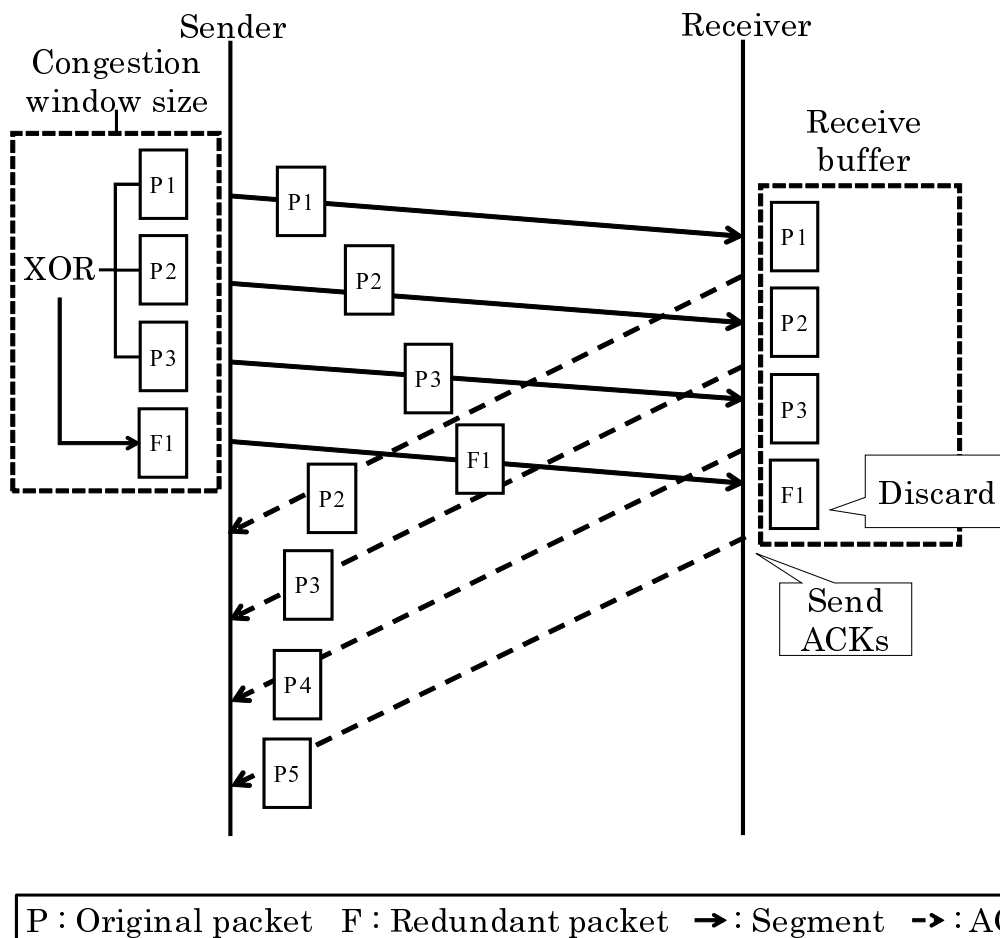 Sender
Receiver
Congestion
window size
Receive
buffer
P1
P2
P3
F1
XOR
P1
P2
P3
F1
P2
P3
P4
P5
P1
P2
P3
F1
Discard
Send
ACKs
P : Original packet F : Redundant packet : Segment : AC